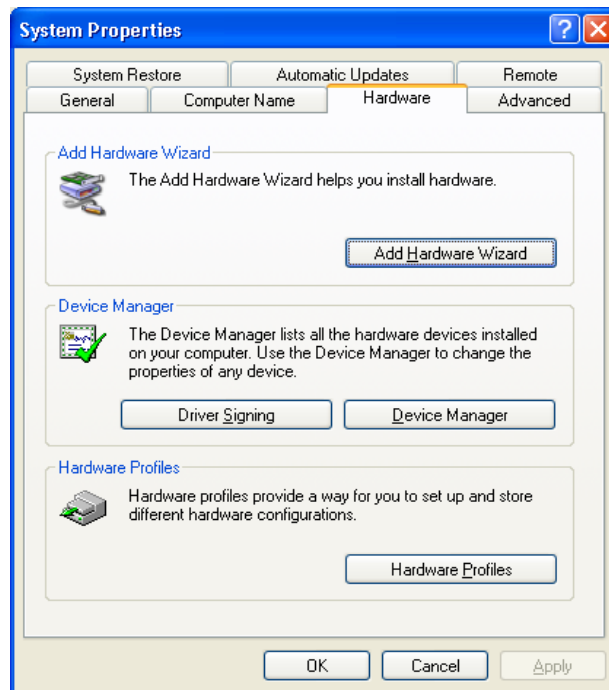 System Properties
System Restore
Automatic Updates
Remote
General
Computer Name
Hardware
Advanced
Add Hardware Wizard
The Add Hardware Wizard helps you install hardware.
Add Hardware Wizard
Device Manager
The Device Manager lists all the hardware devices installed
on your computer. Use the Device Manager to change the
properties of any device.
Driver Signing
Device Manager
Hardware Profiles
Hardware profiles provide a way for you to set up and store
different hardware configurations.
Hardware Profiles
OK
Cancel
Apply